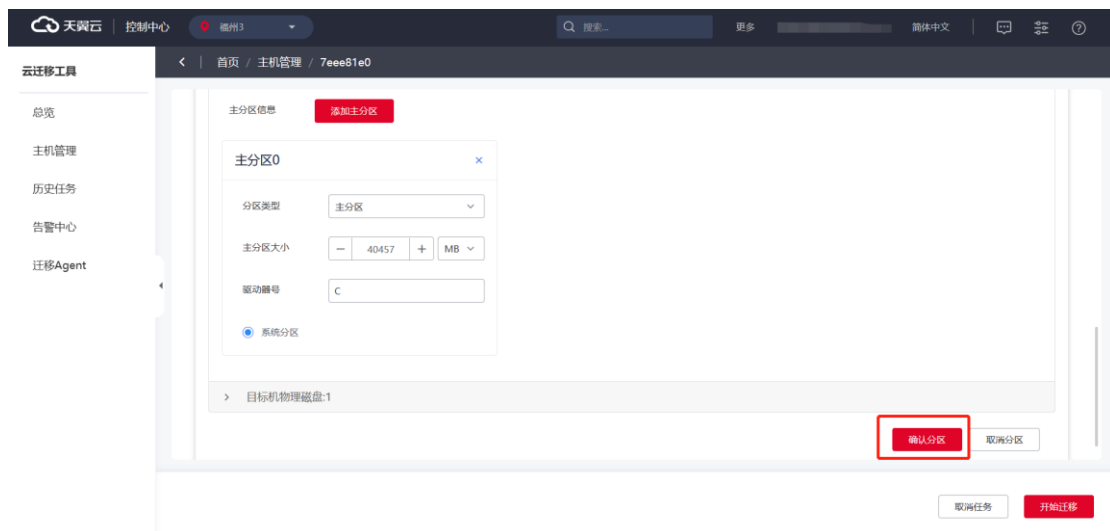 天翼云 控制中心 福州3 搜索... 更多 简体中文
云迁移工具
首页 / 主机管理 / 7eee81e0
总览
主机管理
历史任务
告警中心
迁移Agent
主分区信息 添加主分区
主分区0
分区类型 主分区
主分区大小 40457 MB
驱动器号 C
系统分区
目标机物理磁盘:1
确认分区 取消分区
取消任务 开始迁移